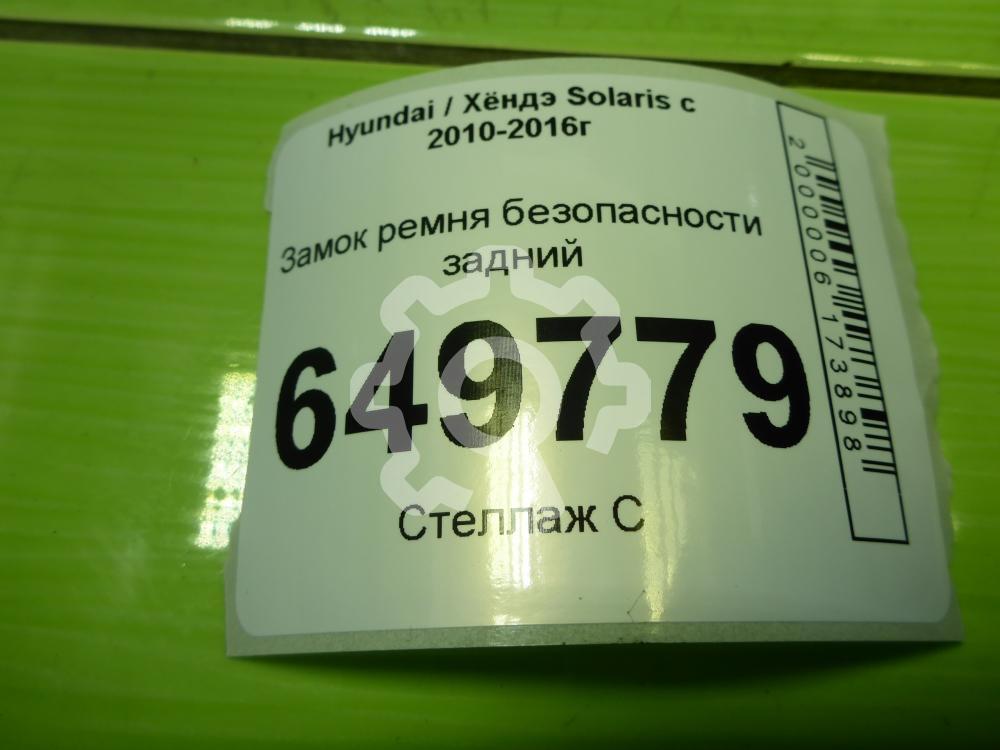 Hyundai / Хёндэ Solaris с
2010-2016г
Замок ремня безопасности
задний
649779
Стеллаж С
2000006173898